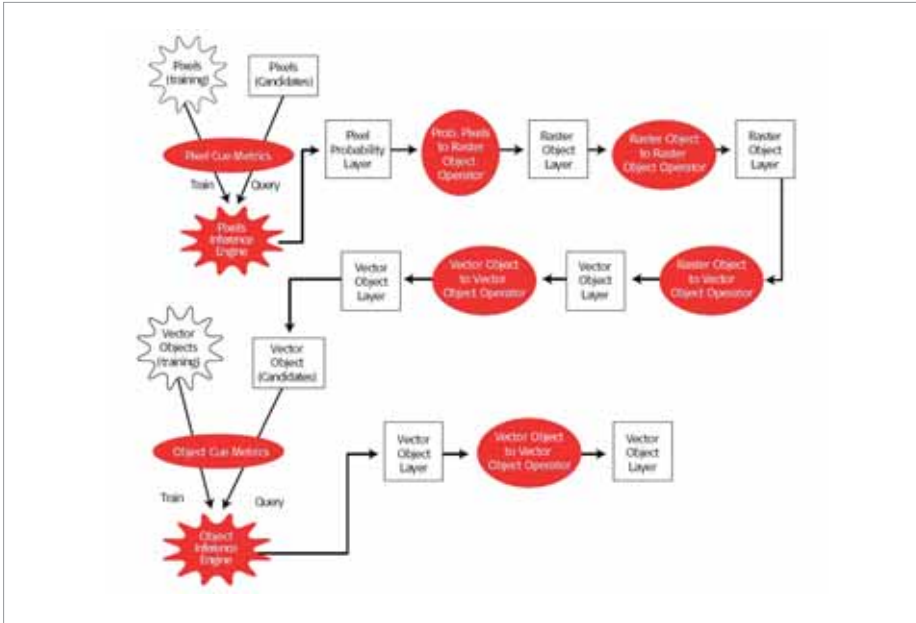 Pixels
(training)
Pixels
(Candidates)
Pixel Cue Metrics
Train
Query
Pixels
Inference
Engine
Pixel
Probability
Layer
Prob. Pixels
to Raster
Object
Operator
Raster
Object
Layer
Raster Object
to Raster
Object Operator
Raster
Object
Layer
Raster Object
to Vector
Object Operator
Vector
Object
Layer
Vector Object
to Vector
Object Operator
Vector
Object
Layer
Vector
Objects
(training)
Vector
Object
(Candidates)
Object Cue Metrics
Train
Query
Object
Inference
Engine
Vector
Object
Layer
Vector Object
to Vector
Object Operator
Vector
Object
Layer